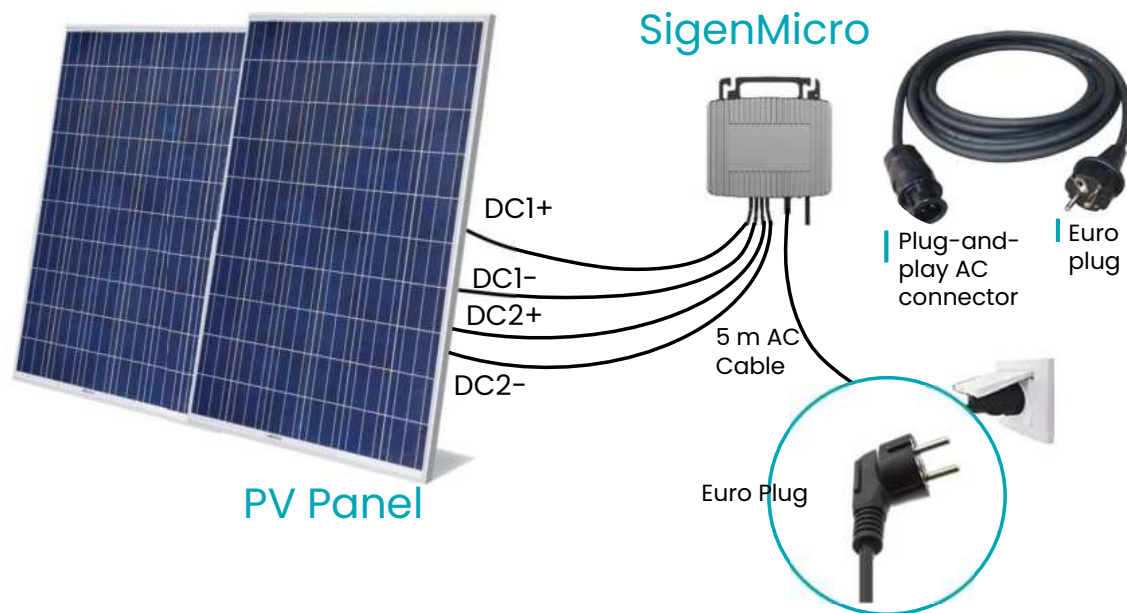 SigenMicro
DC1+
DC1-
DC2+
DC2-
Plug-and-
play AC
connector
Euro
plug
5 m AC
Cable
Euro Plug
PV Panel